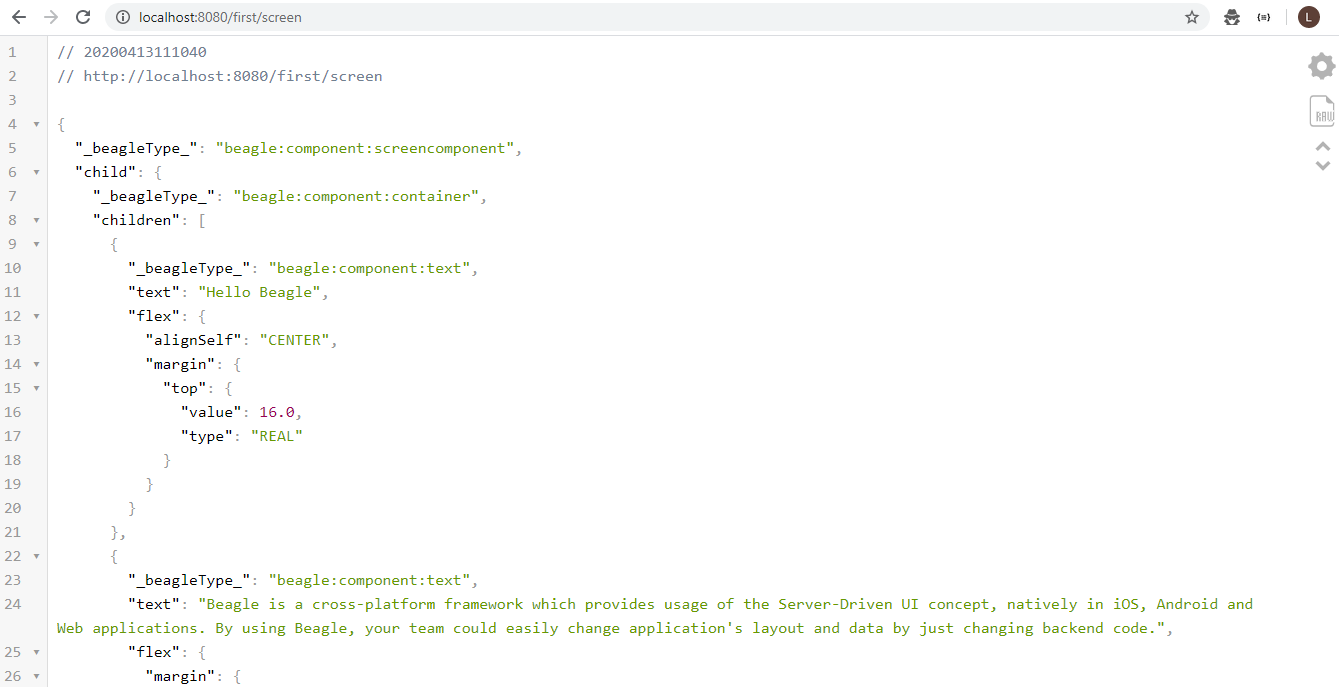 localhost:8080/first/screen
L
1 // 20200413111040
2 // http://localhost:8080/first/screen
3
4 {
5 "_beagleType_": "beagle:component:screencomponent",
6 "child": {
7 "_beagleType_": "beagle:component:container",
8 "children": [
9 {
10 "_beagleType_": "beagle:component:text",
11 "text": "Hello Beagle",
12 "flex": {
13 "alignSelf": "CENTER",
14 "margin": {
15 "top": {
16 "value": 16.0,
17 "type": "REAL"
18 }
19 }
20 }
21 },
22 {
23 "_beagleType_": "beagle:component:text",
24 "text": "Beagle is a cross-platform framework which provides usage of the Server-Driven UI concept, natively in iOS, Android and
Web applications. By using Beagle, your team could easily change application's layout and data by just changing backend code.",
25 "flex": {
26 "margin": {
RAW